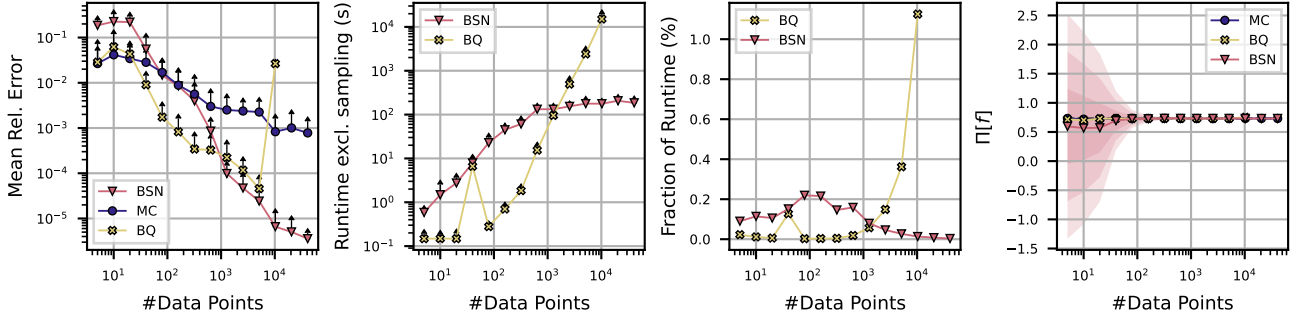 Mean Rel. Error
10⁻¹
10⁻²
10⁻³
10⁻⁴
10⁻⁵
BSN
MC
BQ
10¹
10²
10³
10⁴
#Data Points
Runtime excl. sampling (s)
10⁴
10³
10²
10¹
10⁰
10⁻¹
BSN
BQ
10¹
10²
10³
10⁴
#Data Points
Fraction of Runtime (%)
1.0
0.8
0.6
0.4
0.2
0.0
BQ
BSN
10¹
10²
10³
10⁴
#Data Points
Π[f]
2.5
2.0
1.5
1.0
0.5
0.0
−0.5
−1.0
−1.5
MC
BQ
BSN
10¹
10²
10³
10⁴
#Data Points